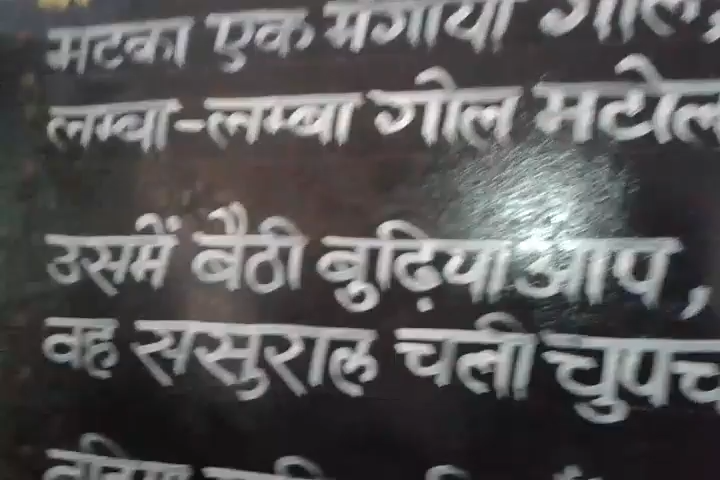 मटका एक मंगाया गोल,
लम्बा-लम्बा गोल मटोल
उसमें बैठी बुढ़िया आप,
वह ससुराल चली चुपच